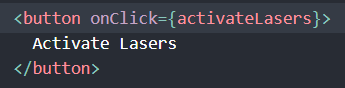 <button onClick={activateLasers}>
  Activate Lasers
</button>